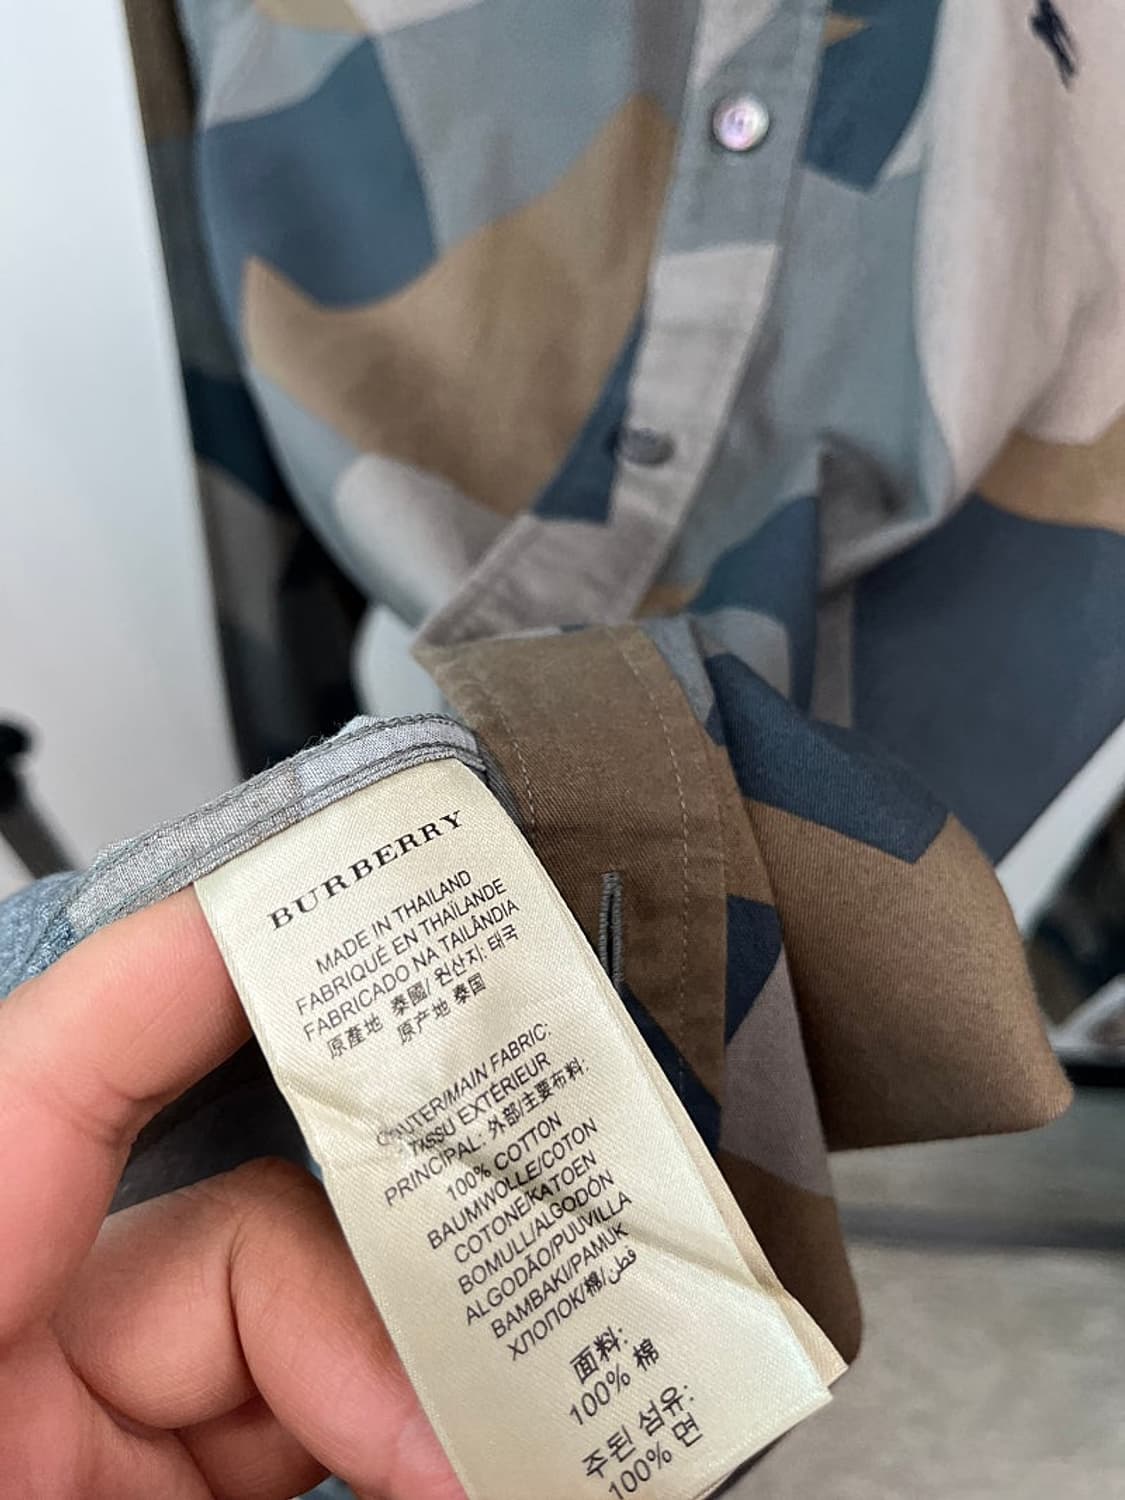 BURBERRY
MADE IN THAILAND
FABRIQUÉ EN THAÏLANDE
FABRICADO NA TAILÂNDIA
原產地 泰國/ 원산지: 태국
原产地 泰国
OUTER/MAIN FABRIC:
TISSU EXTÉRIEUR
PRINCIPAL: 外部/主要布料:
100% COTTON
BAUMWOLLE/COTON
COTONE/KATOEN
BOMULL/ALGODÓN
ALGODÃO/PUUVILLA
BAMBAKI/PAMUK
ХЛОПОК/棉/قطن
面料:
100% 棉
주된 섬유:
100% 면